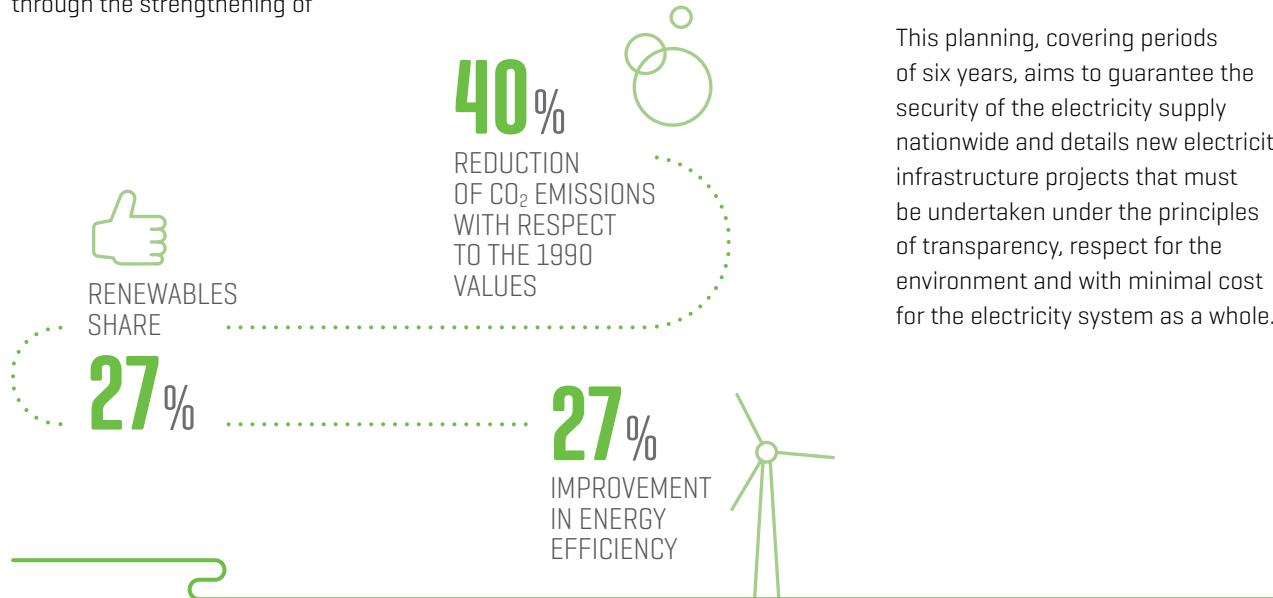 through the strengthening of
40%
REDUCTION
OF CO₂ EMISSIONS
WITH RESPECT
TO THE 1990
VALUES
RENEWABLES
SHARE
27%
27%
IMPROVEMENT
IN ENERGY
EFFICIENCY
This planning, covering periods
of six years, aims to guarantee the
security of the electricity supply
nationwide and details new electricit
infrastructure projects that must
be undertaken under the principles
of transparency, respect for the
environment and with minimal cost
for the electricity system as a whole.